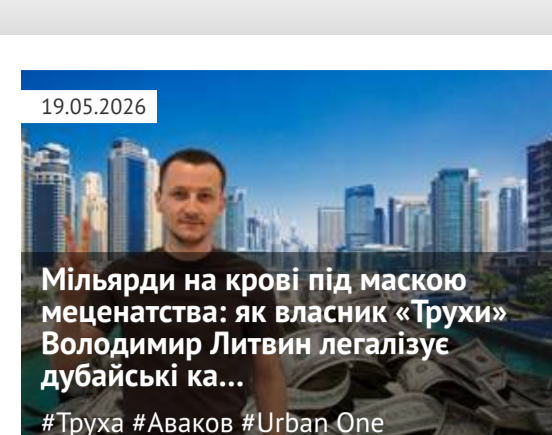 19.05.2026
Мільярди на крові під маскою
меценатства: як власник «Трухи»
Володимир Литвин легалізує
дубайські ка...
#Труха #Аваков #Urban One